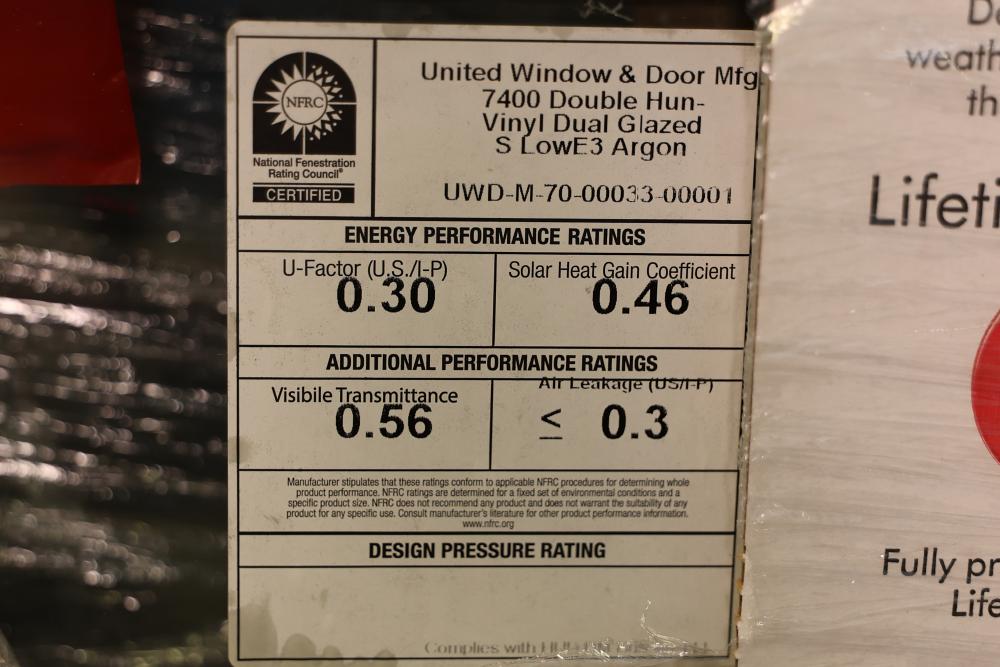 NFRC
National Fenestration
Rating Council®
CERTIFIED
United Window & Door Mfg
7400 Double Hun-
Vinyl Dual Glazed
S LowE3 Argon
UWD-M-70-00033-00001
ENERGY PERFORMANCE RATINGS
U-Factor (U.S./I-P)
0.30
Solar Heat Gain Coefficient
0.46
ADDITIONAL PERFORMANCE RATINGS
Visibile Transmittance
0.56
Air Leakage (US/I-P)
≤ 0.3
Manufacturer stipulates that these ratings conform to applicable NFRC procedures for determining whole
product performance. NFRC ratings are determined for a fixed set of environmental conditions and a
specific product size. NFRC does not recommend any product and does not warrant the suitability of any
product for any specific use. Consult manufacturer's literature for other product performance information.
www.nfrc.org
DESIGN PRESSURE RATING
Complies with HUD
D
weath
th
Lifeti
Fully pr
Life